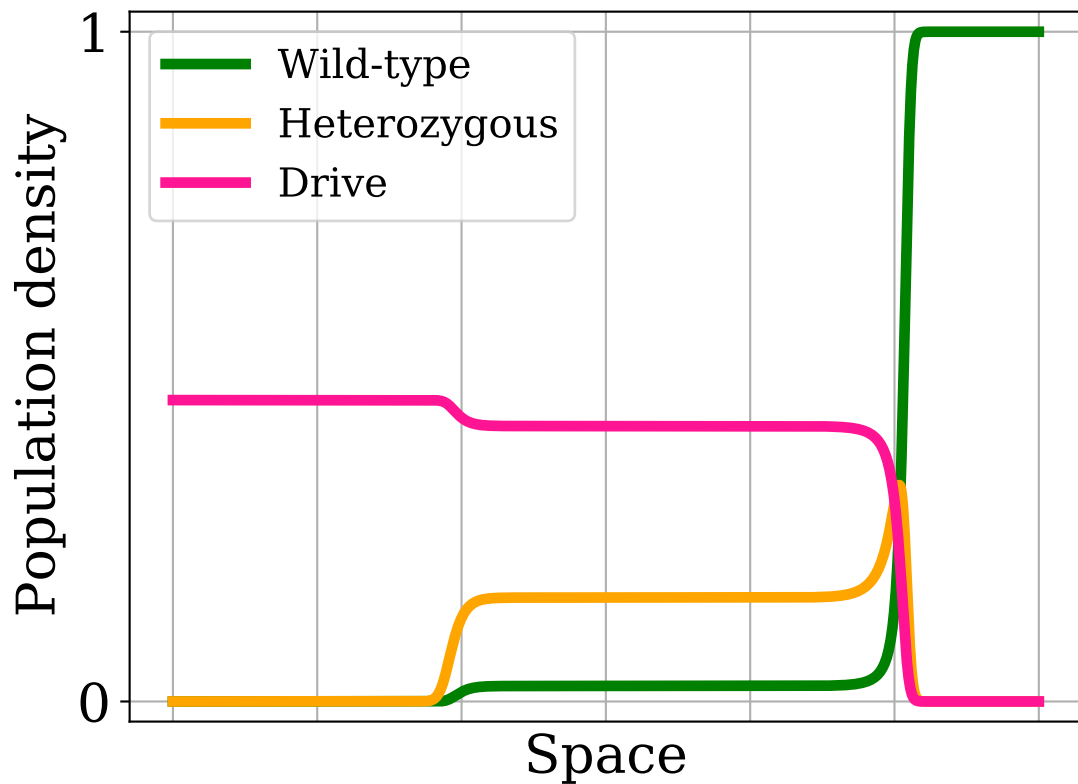 1
Wild-type
Heterozygous
Drive
Population density
0
Space